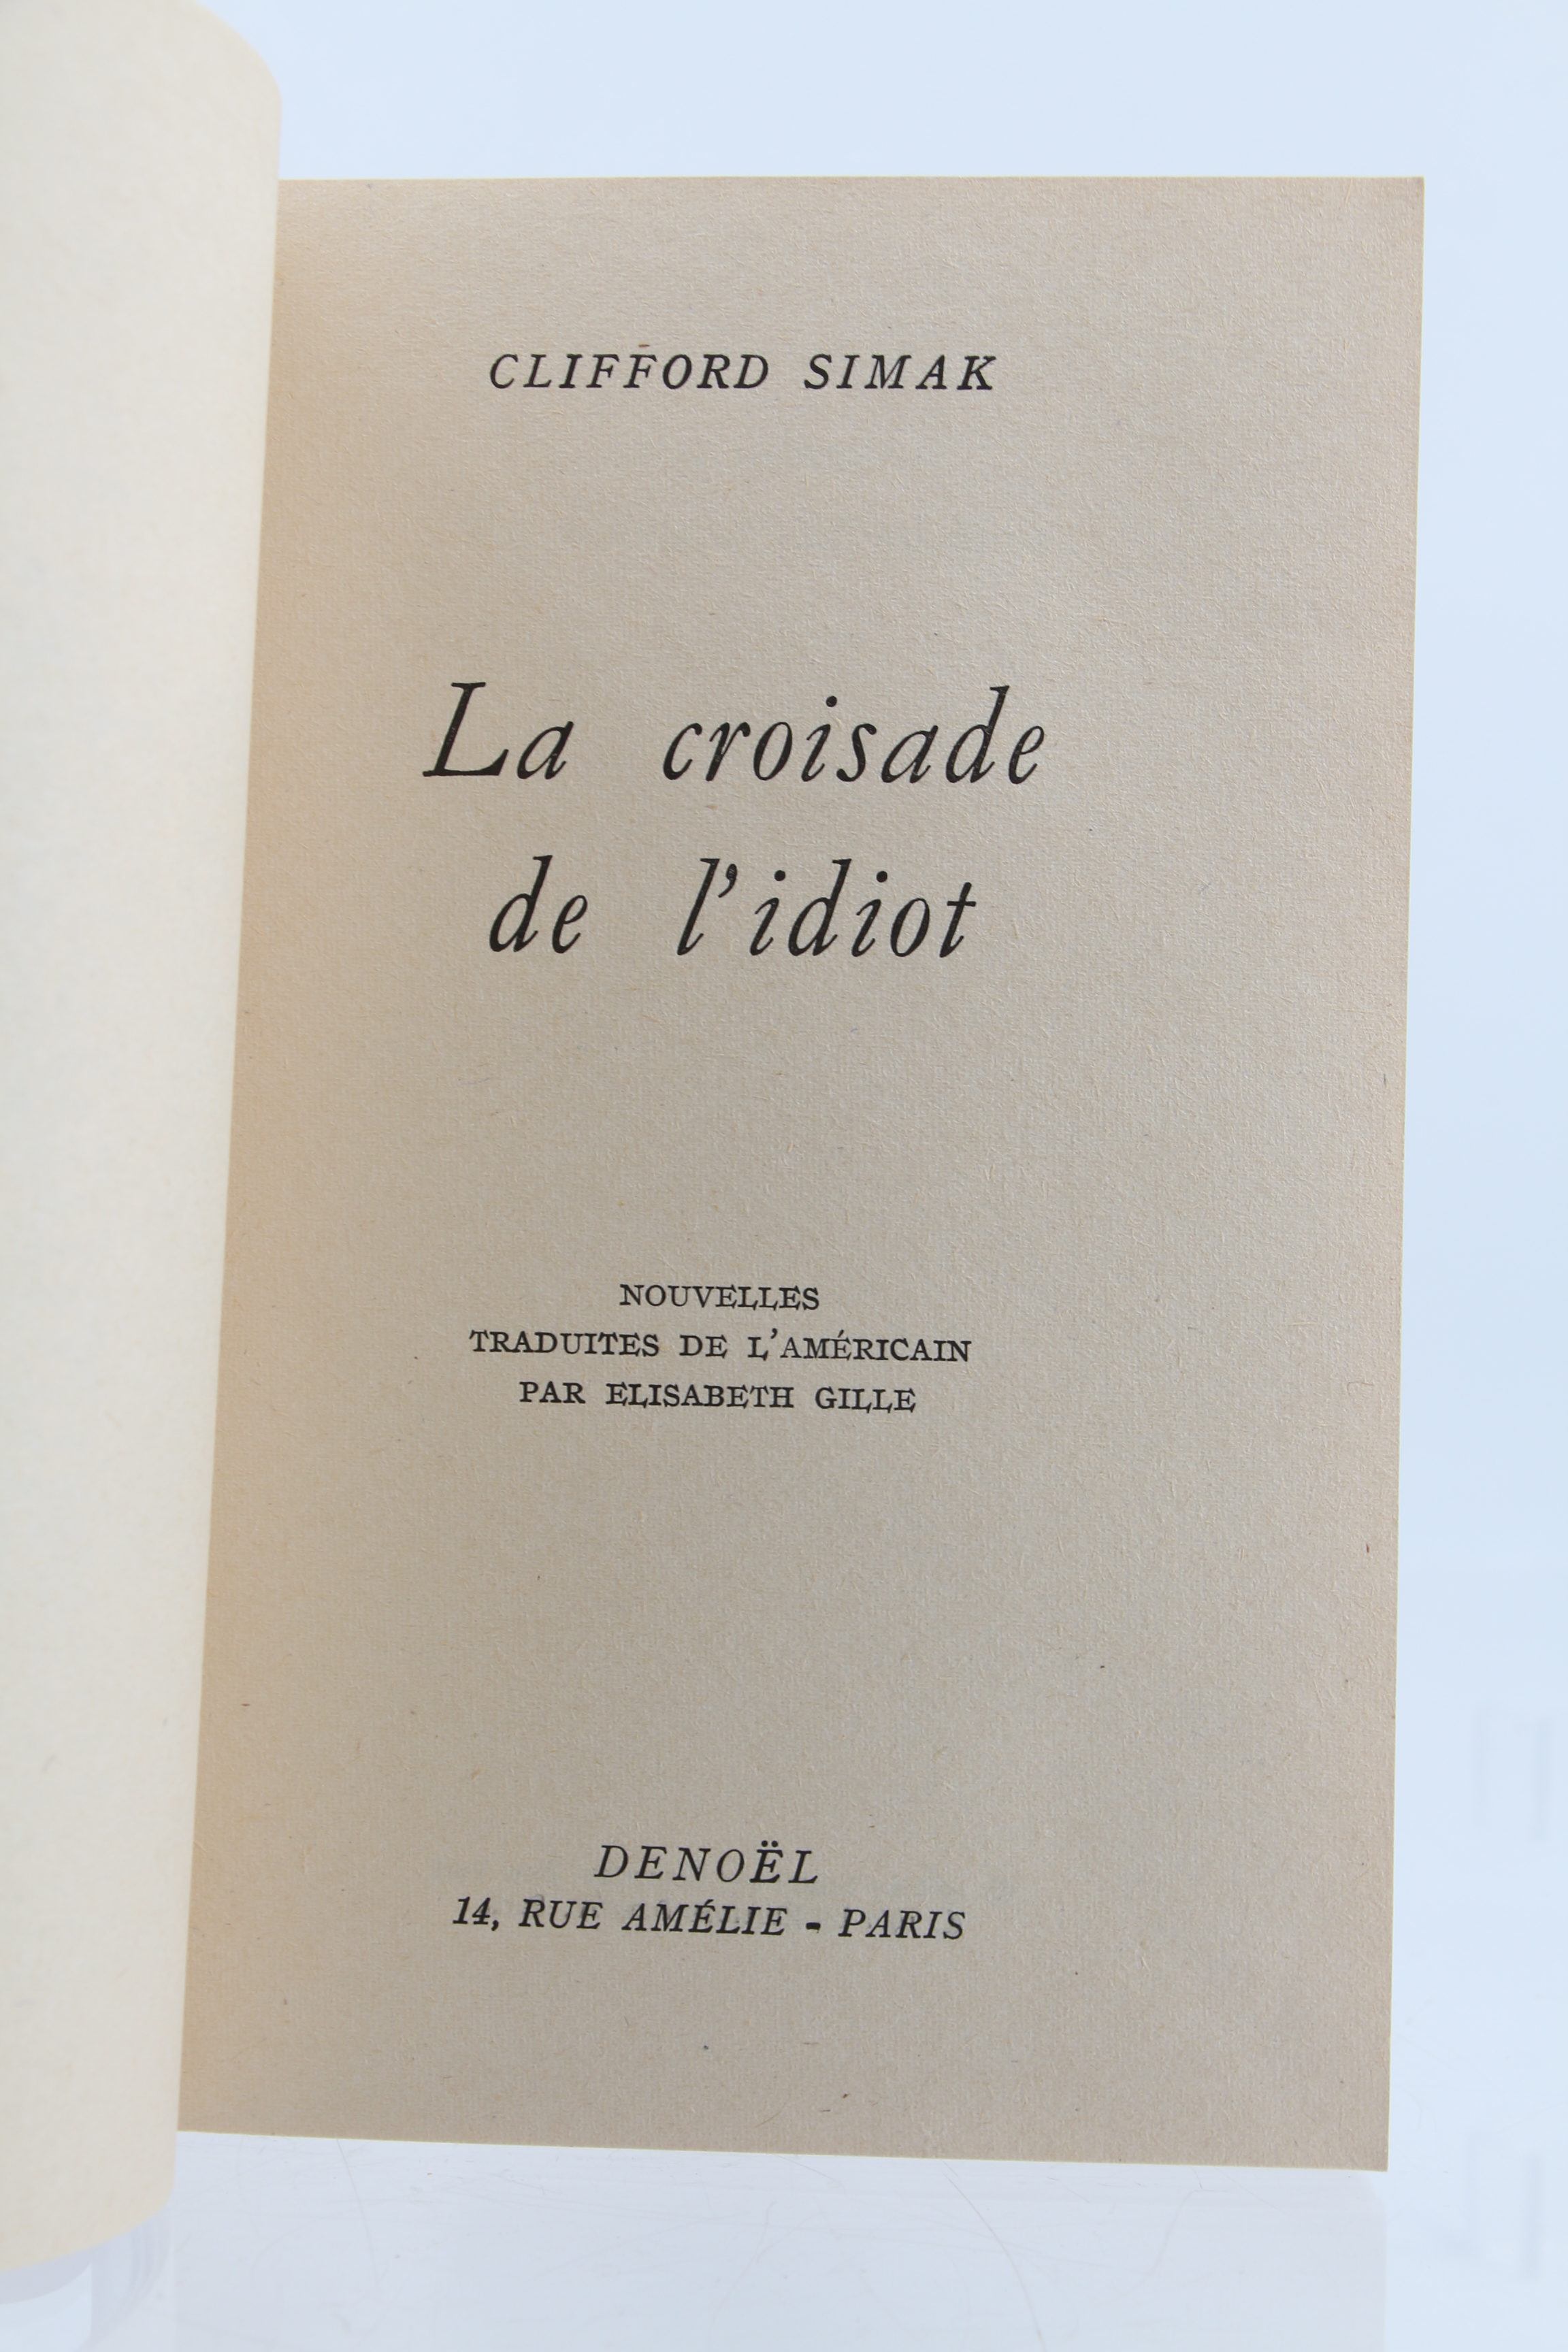 CLIFFORD SIMAK
La croisade
de l'idiot
NOUVELLES
TRADUITES DE L'AMÉRICAIN
PAR ELISABETH GILLE
DENOËL
14, RUE AMÉLIE - PARIS